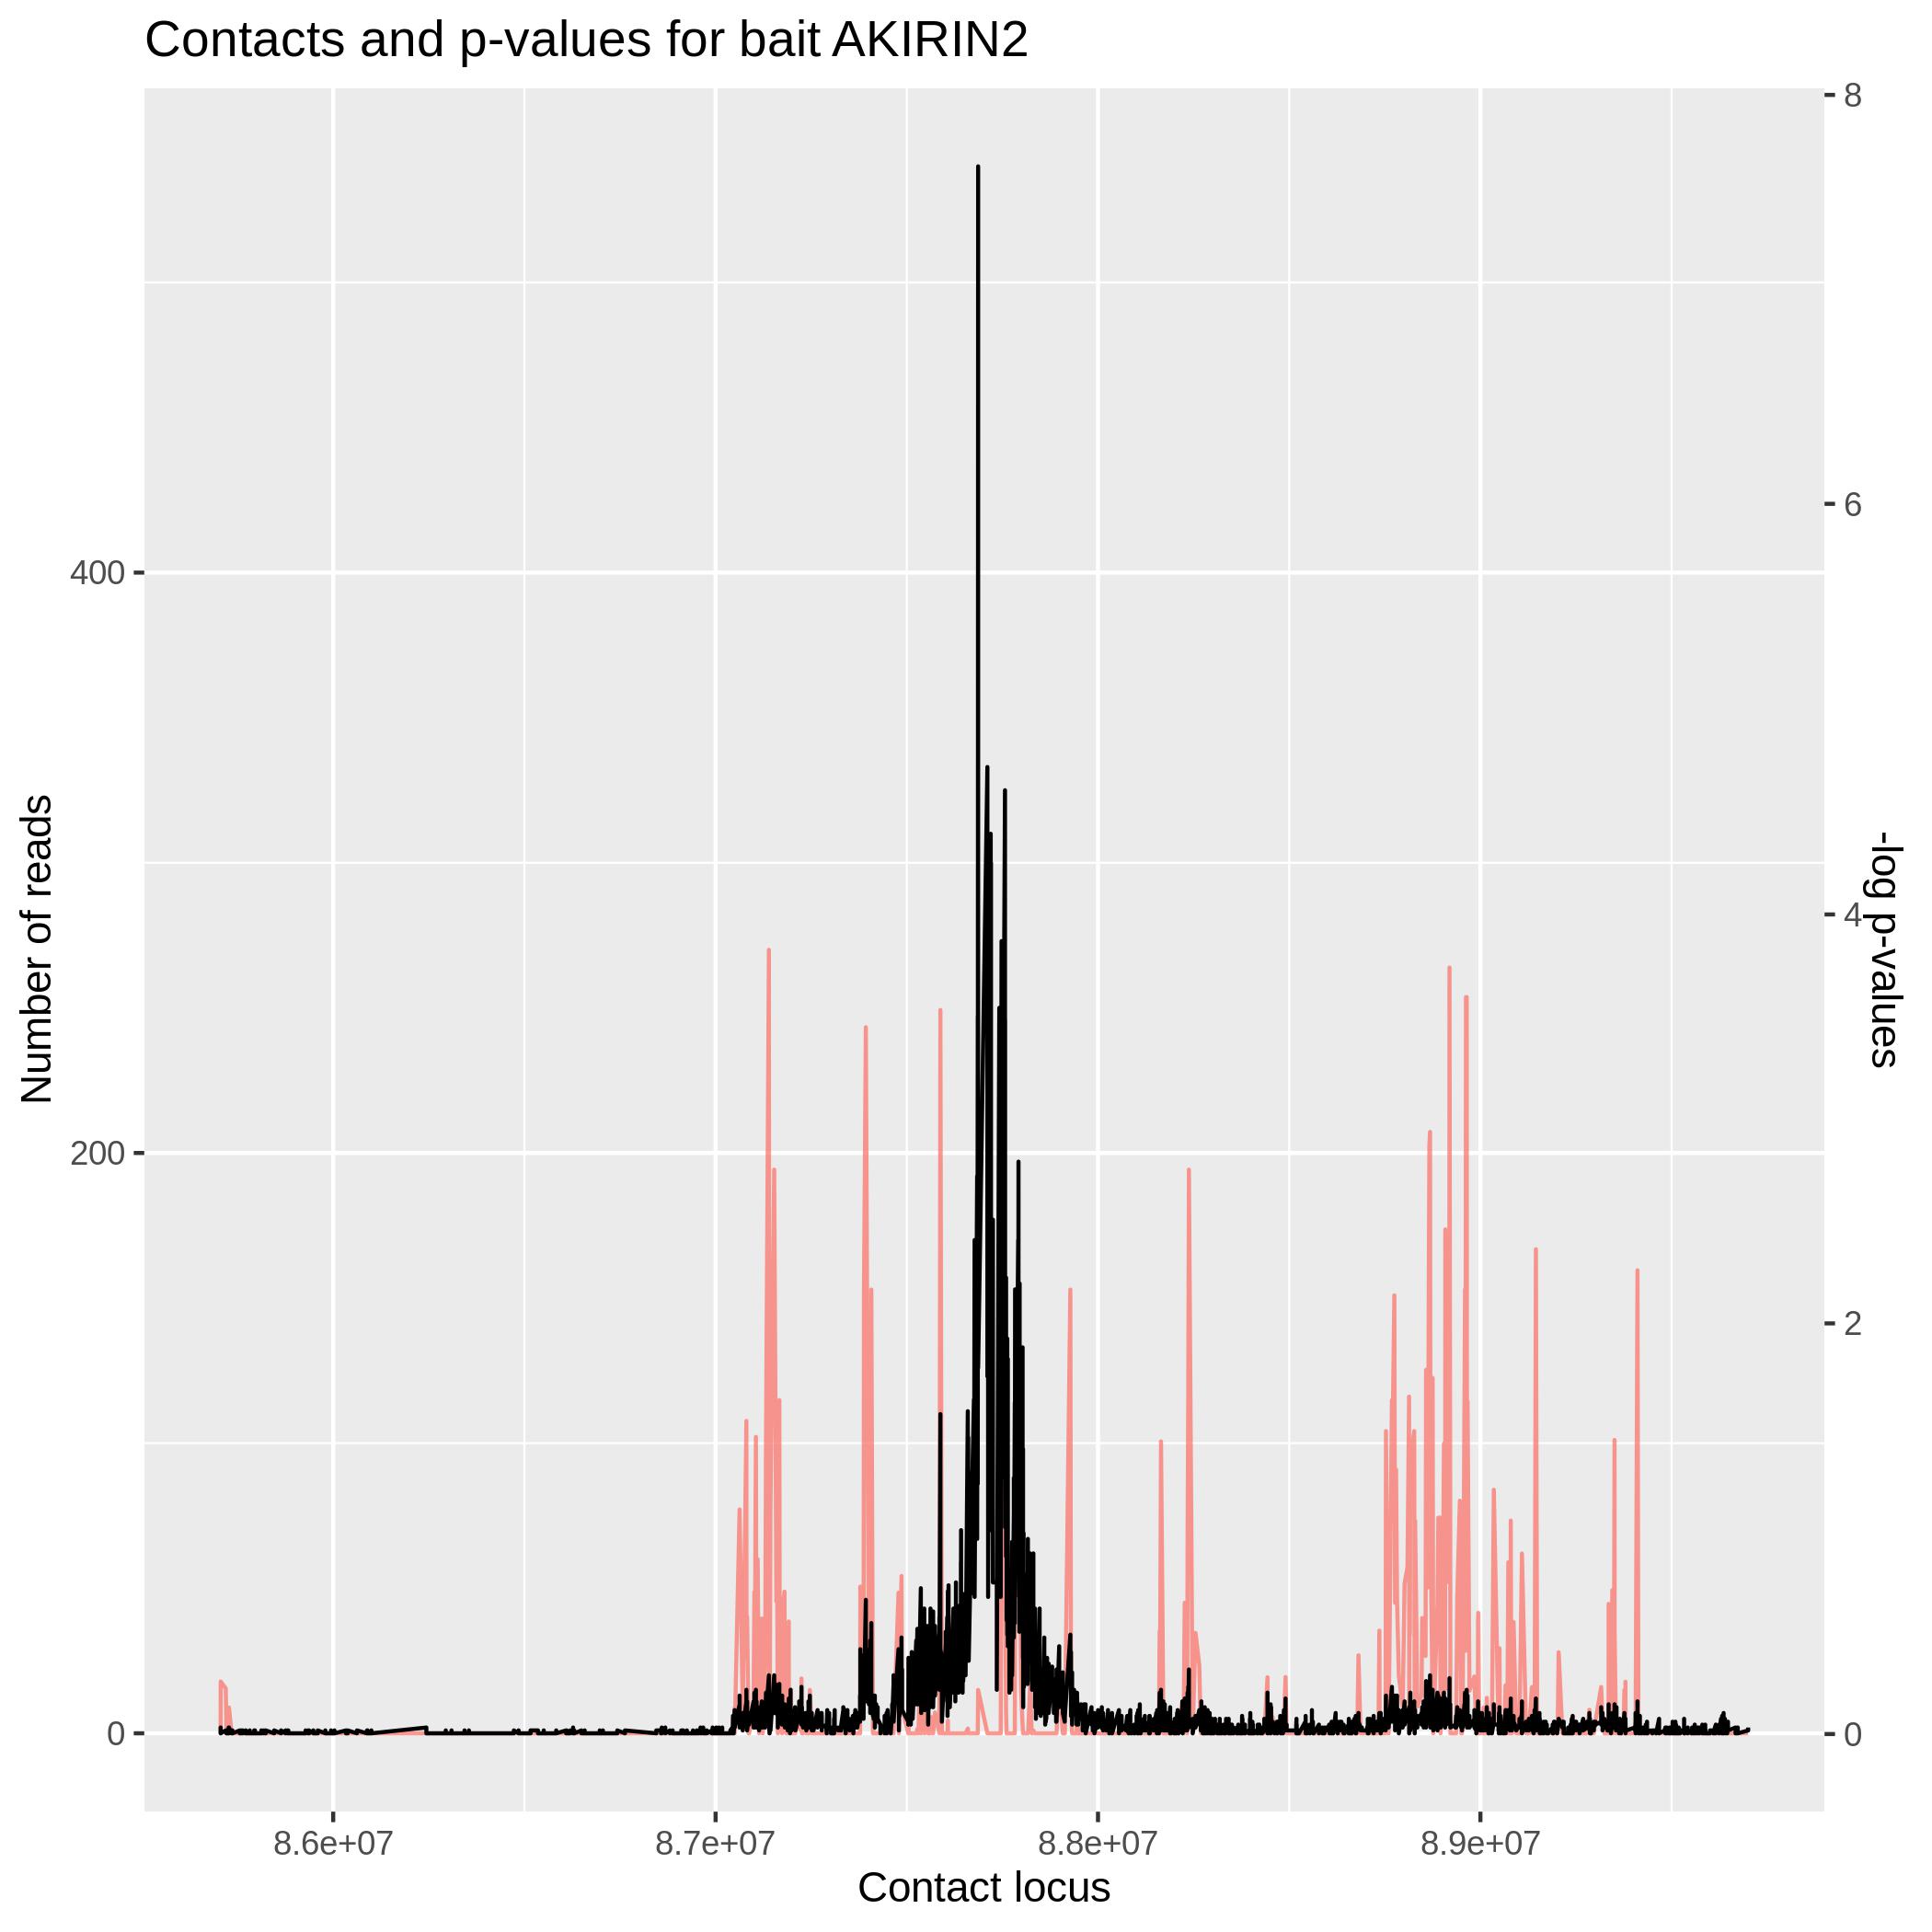 Contacts and p-values for bait AKIRIN2
Number of reads
400
200
0
8
6
4
2
0
-log p-values
8.6e+07 8.7e+07 8.8e+07 8.9e+07
Contact locus